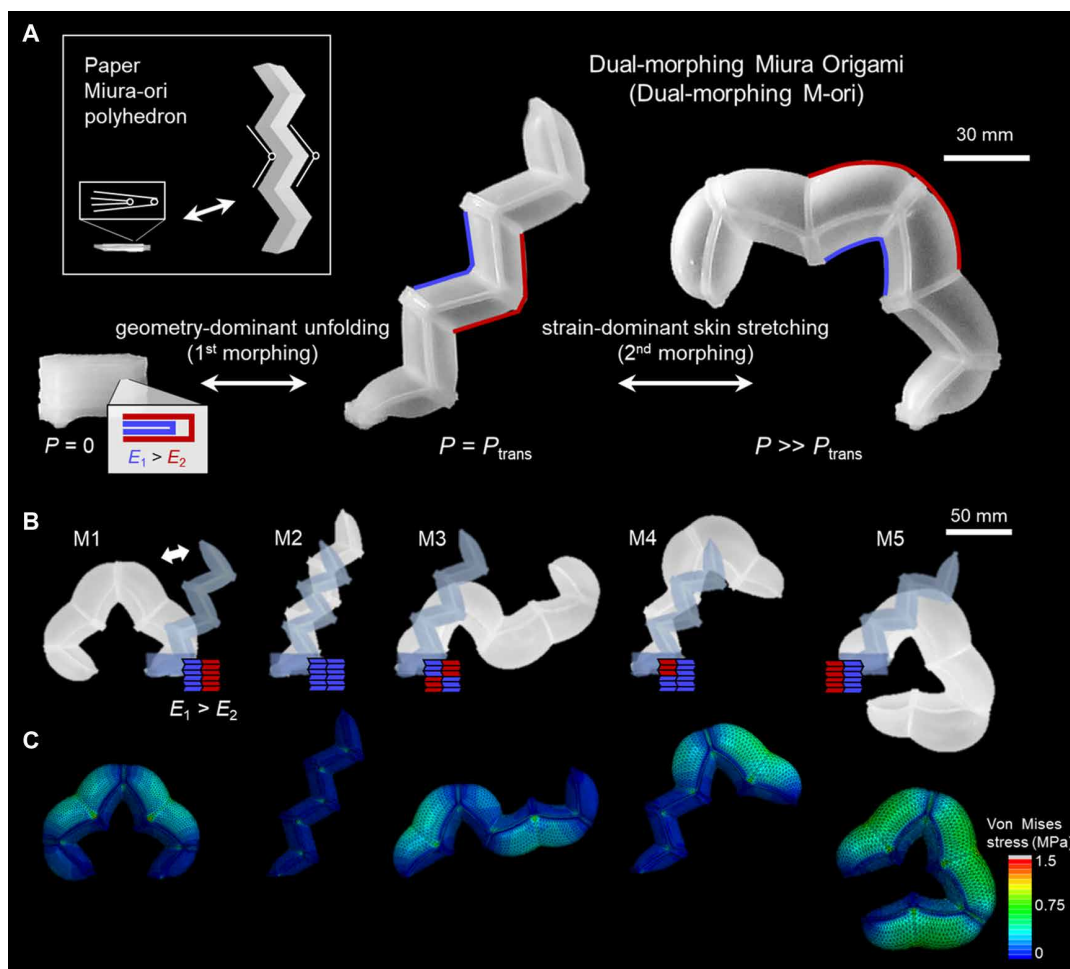 A
Paper
Miura-ori
polyhedron
Dual-morphing Miura Origami
(Dual-morphing M-ori)
30 mm
geometry-dominant unfolding
(1st morphing)
strain-dominant skin stretching
(2nd morphing)
E1 > E2
P = 0
P = Ptrans
P >> Ptrans
B
M1
M2
M3
M4
M5
50 mm
E1 > E2
C
Von Mises
stress (MPa)
1.5
0.75
0